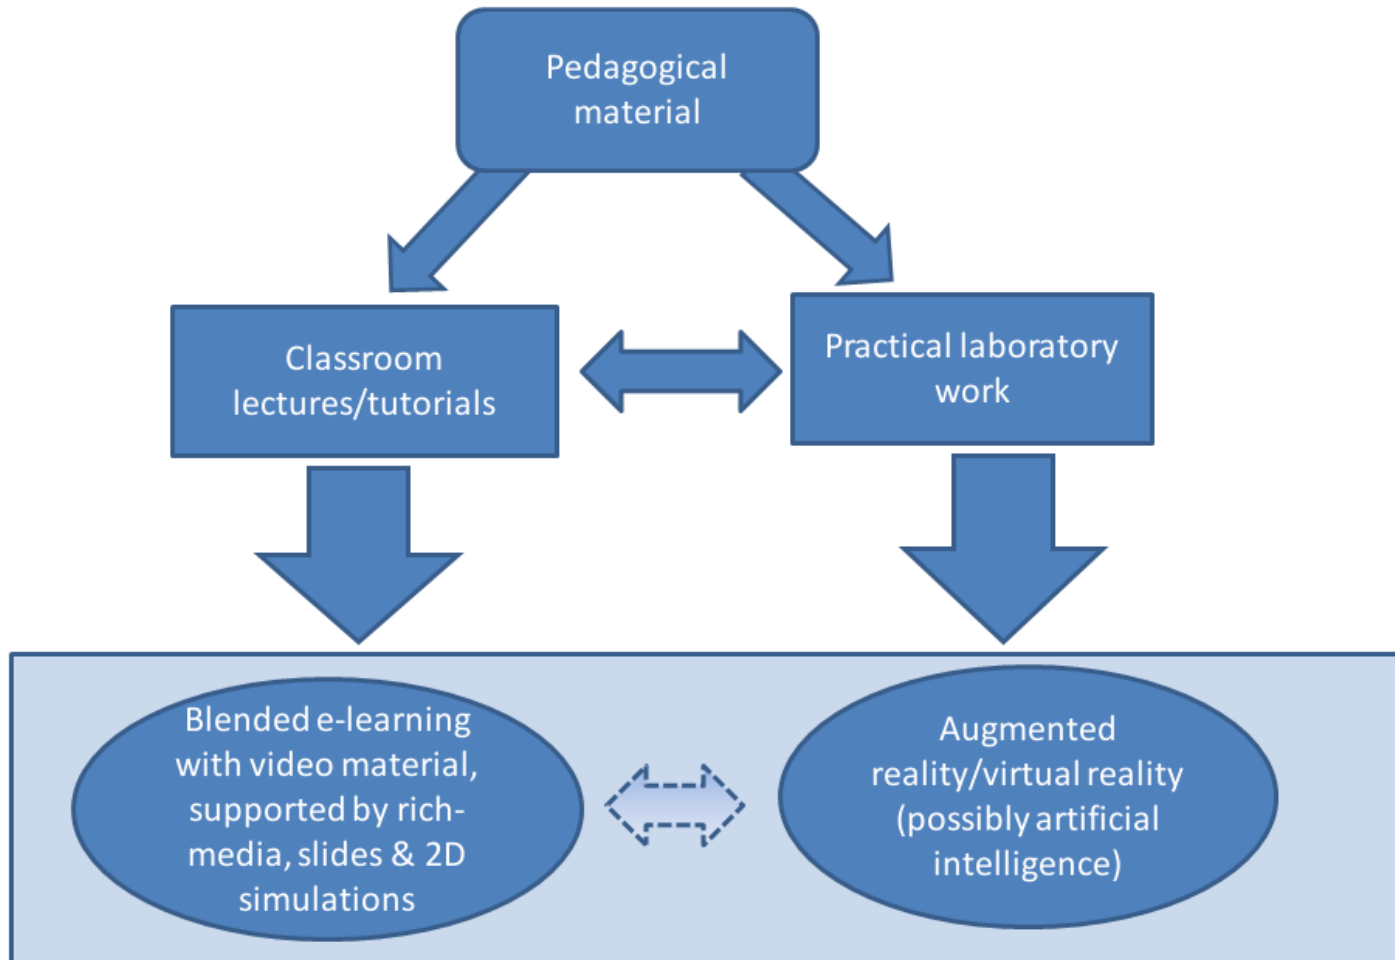 Pedagogical
material
Classroom
lectures/tutorials
Practical laboratory
work
Blended e-learning
with video material,
supported by rich-
media, slides & 2D
simulations
Augmented
reality/virtual reality
(possibly artificial
intelligence)